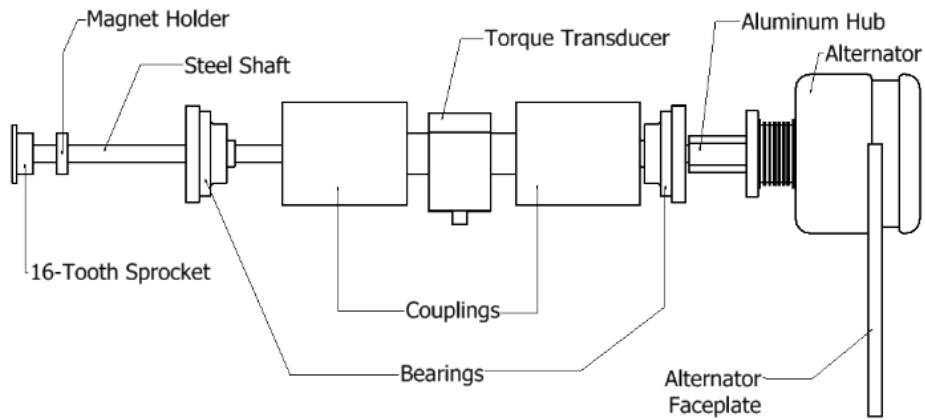 Magnet Holder
Steel Shaft
Torque Transducer
Aluminum Hub
Alternator
16-Tooth Sprocket
Couplings
Bearings
Alternator
Faceplate